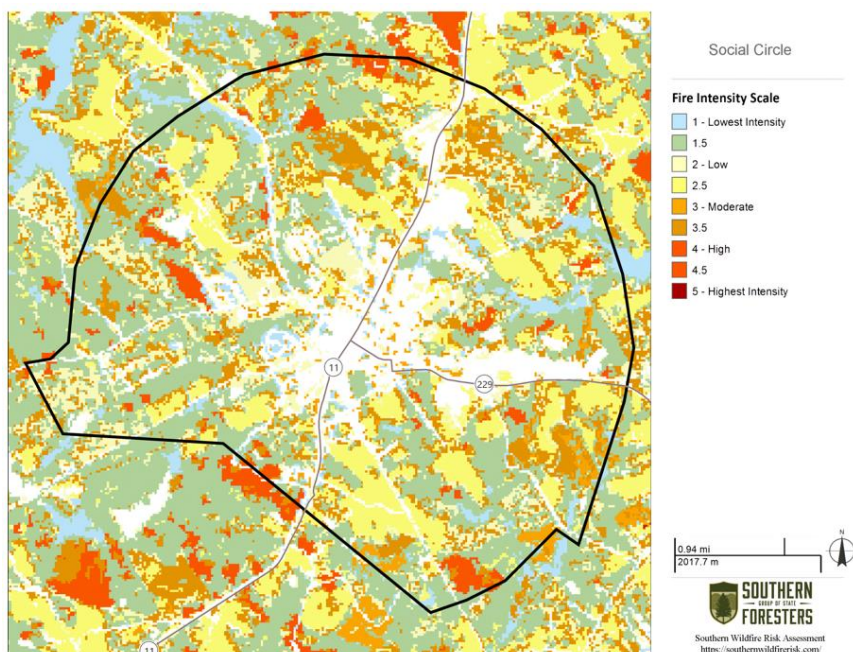 Social Circle
Fire Intensity Scale
1 - Lowest Intensity
1.5
2 - Low
2.5
3 - Moderate
3.5
4 - High
4.5
5 - Highest Intensity
11
229
11
N
0.94 mi
2017.7 m
SOUTHERN
GROUP OF STATE
FORESTERS
Southern Wildfire Risk Assessment
https://southernwildfirerisk.com/